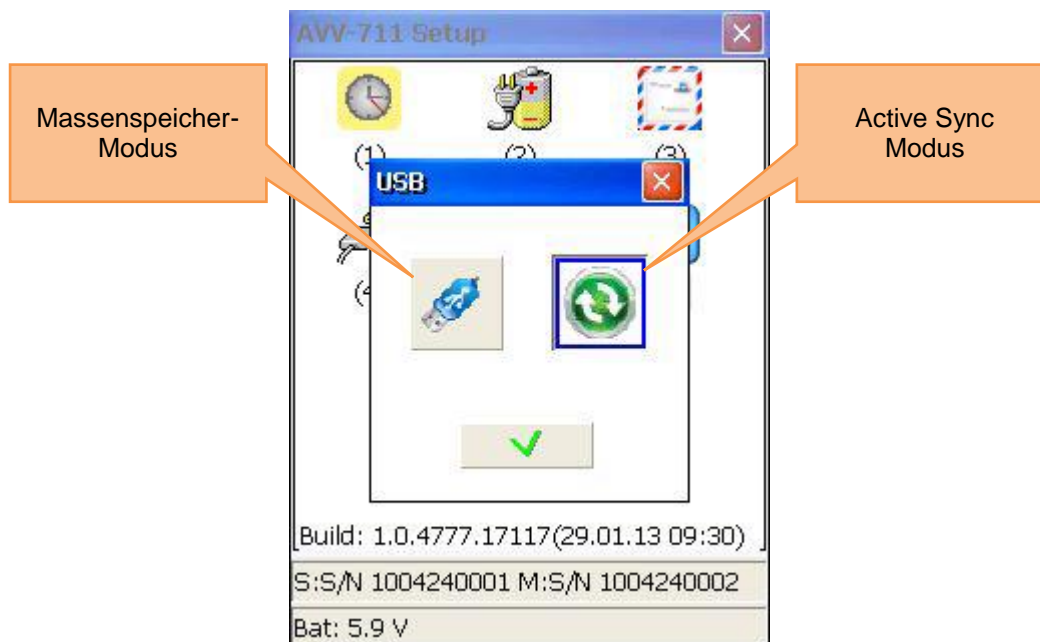 AVV-711 Setup
Massenspeicher-
Modus
Active Sync
Modus
(1)
(2)
(3)
USB
(4
Build: 1.0.4777.17117(29.01.13 09:30)
S:S/N 1004240001 M:S/N 1004240002
Bat: 5.9 V